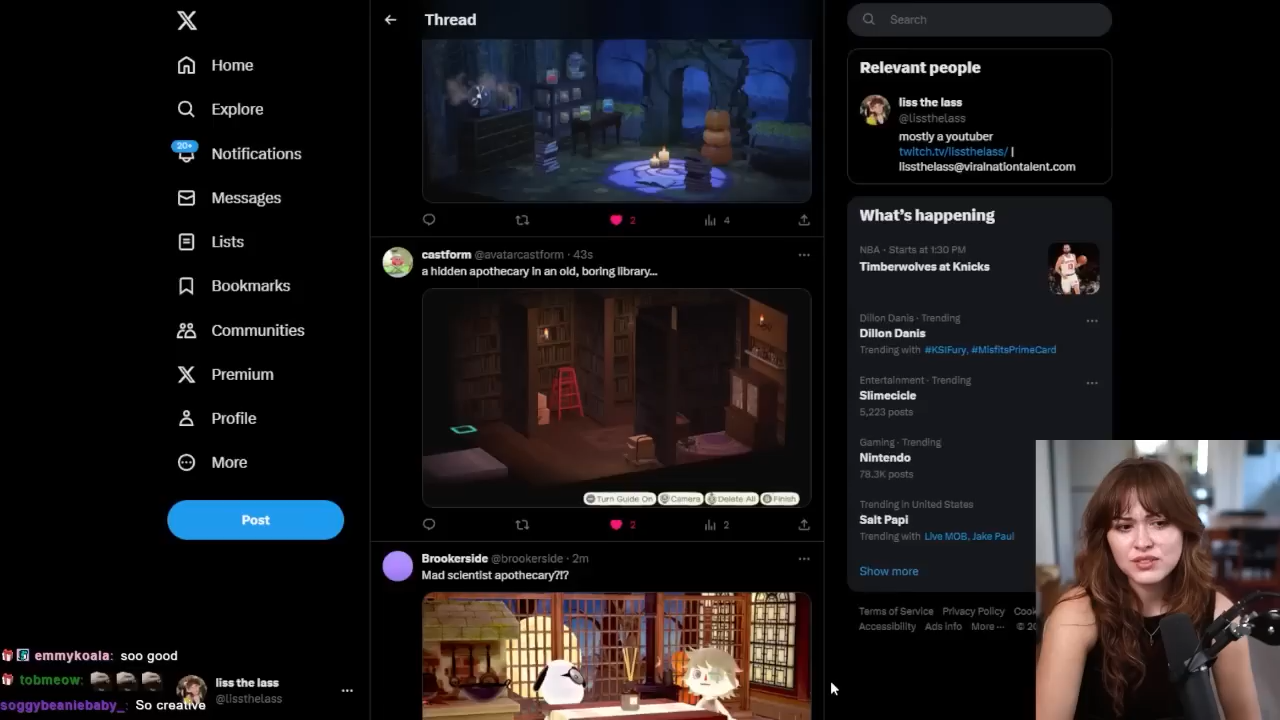 Home
Explore
20+
Notifications
Messages
Lists
Bookmarks
Communities
Premium
Profile
More
Post
emmykoala: soo good
tobmeow:
soggybeaniebaby_: So creative
liss the lass
@lissthelass
Thread
2
4
castform @avatarcastform · 43s
a hidden apothecary in an old, boring library...
Turn Guide On
Camera
Delete All
Finish
2
2
Brookerside @brookerside · 2m
Mad scientist apothecary?!?
Search
Relevant people
liss the lass
@lissthelass
mostly a youtuber
twitch.tv/lissthelass/ |
lissthelass@viralnationtalent.com
What's happening
NBA · Starts at 1:30 PM
Timberwolves at Knicks
Dillon Danis · Trending
Dillon Danis
Trending with #KSIFury, #MisfitsPrimeCard
Entertainment · Trending
Slimecicle
5,223 posts
Gaming · Trending
Nintendo
78.3K posts
Trending in United States
Salt Papi
Trending with Live MOB, Jake Paul
Show more
Terms of Service Privacy Policy Cook
Accessibility Ads info More ··· © 20